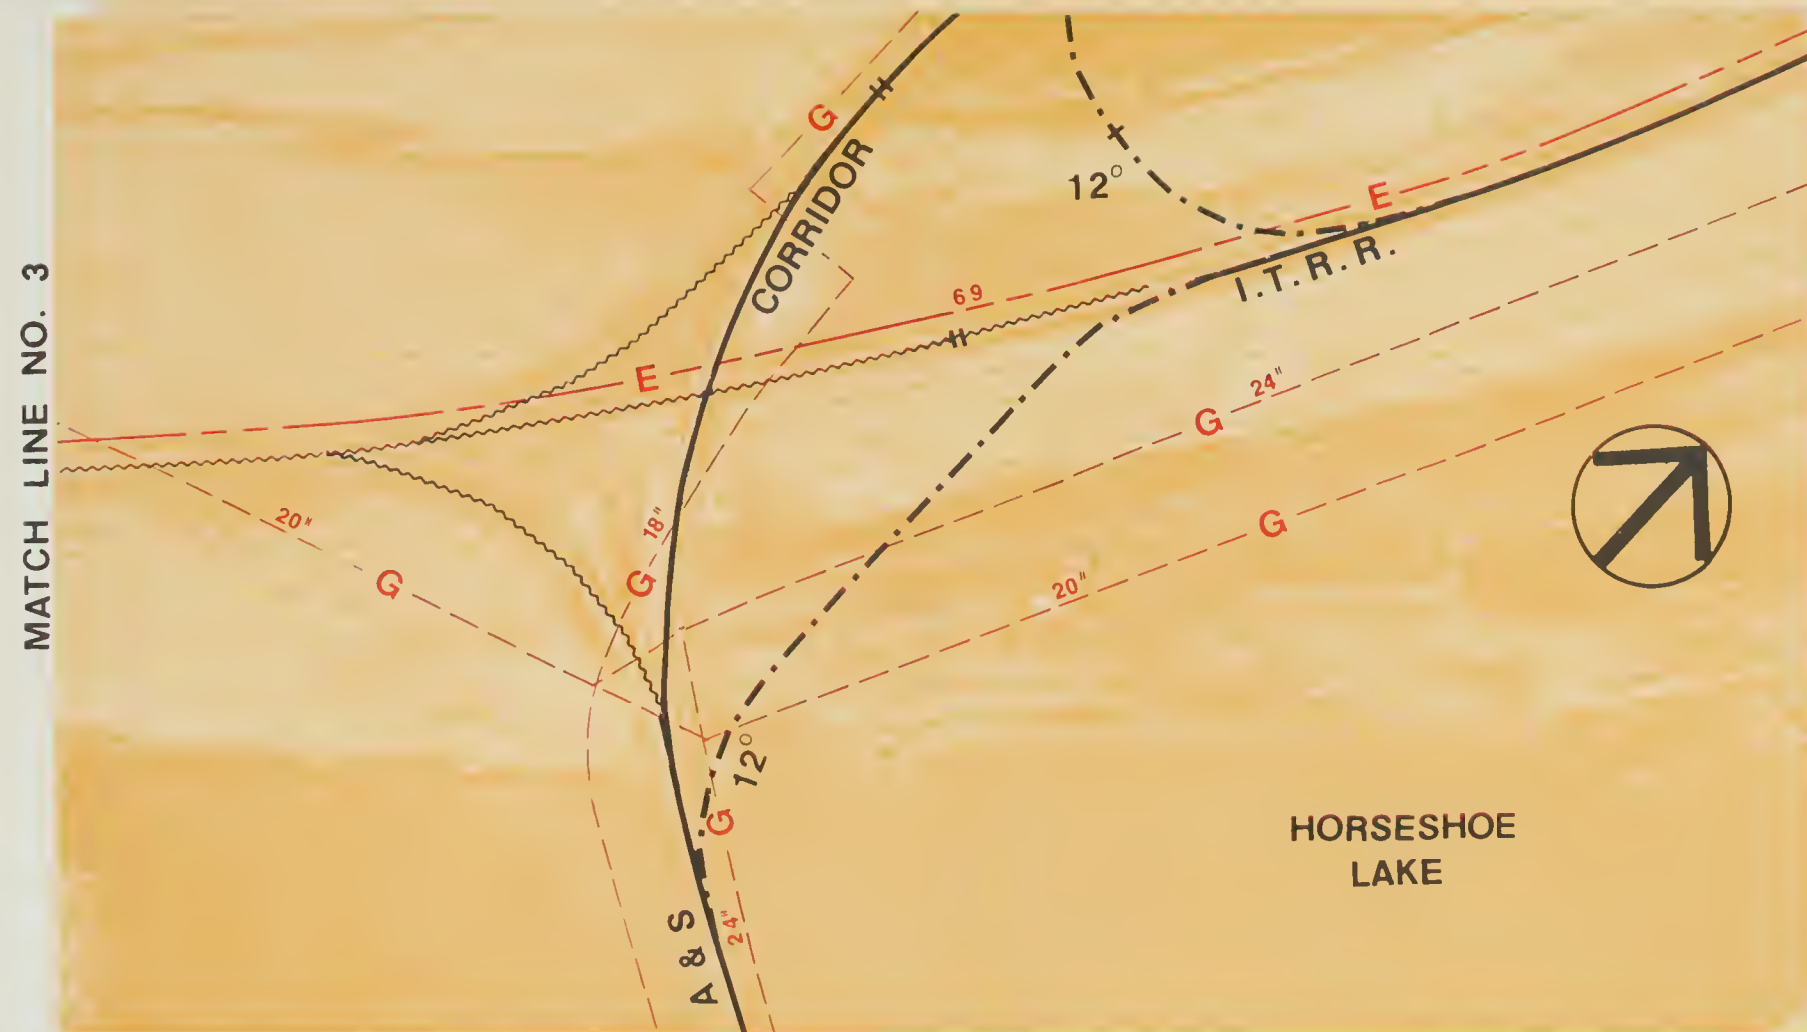 MATCH LINE NO. 3
G
CORRIDOR
12°
E
I.T.R.R.
69
E
24"
G
20"
G
18"
G
G
20"
12°
G
24"
A & S
HORSESHOE
LAKE